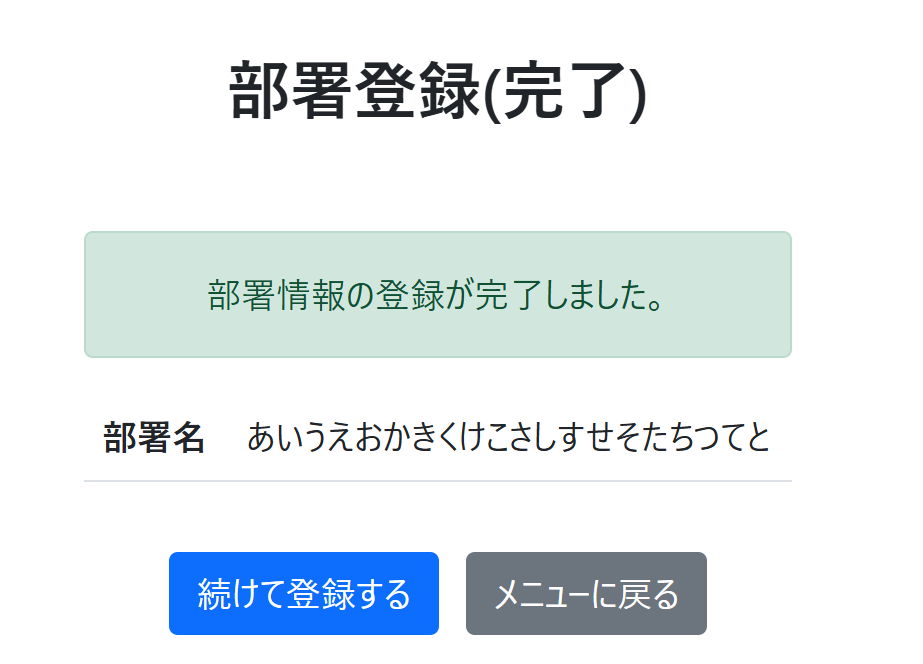 部署登録(完了)
部署情報の登録が完了しました。
部署名 あいうえおかきくけこさしすせそたちつてと
続けて登録する メニューに戻る